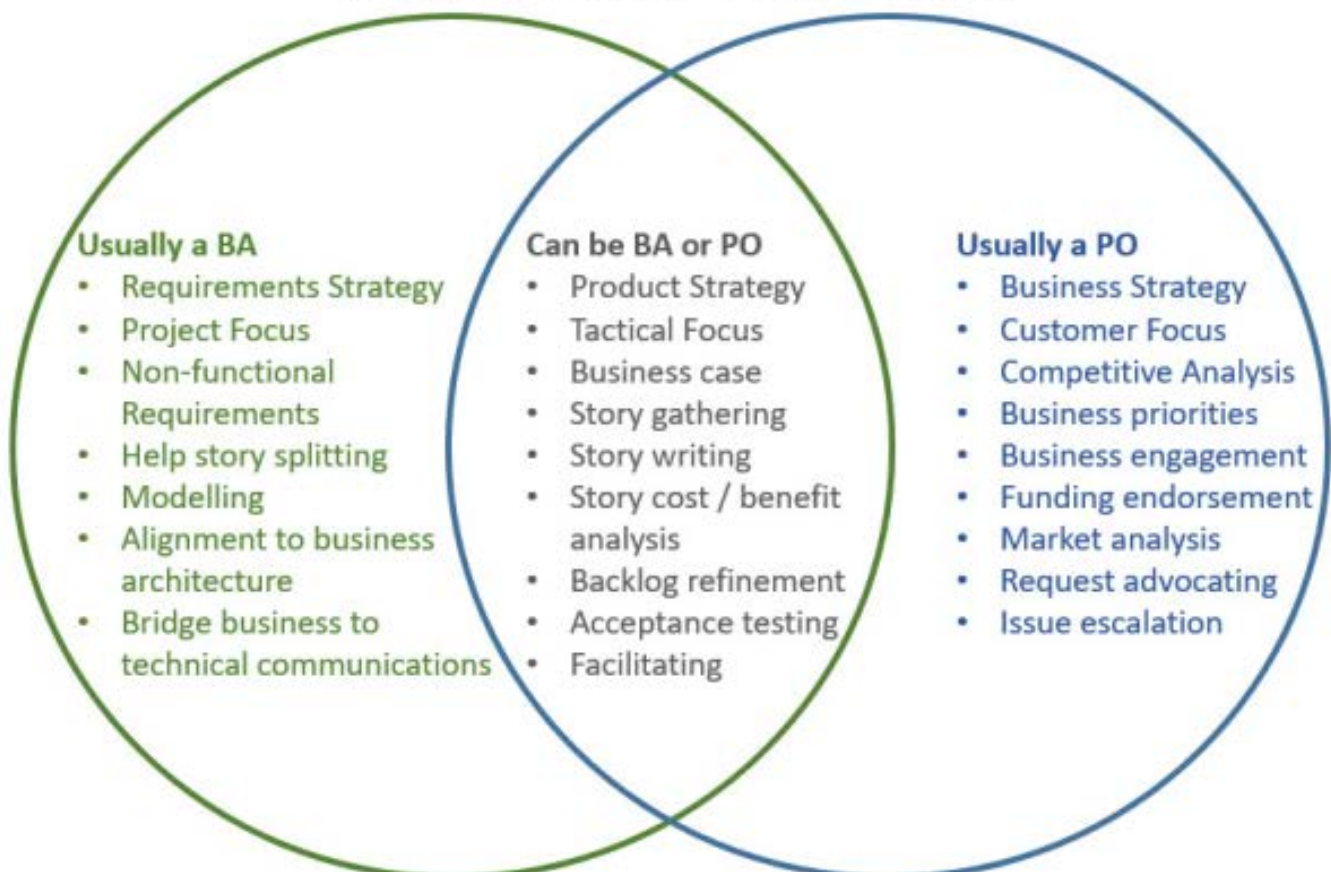 Usually a BA
• Requirements Strategy
• Project Focus
• Non-functional
Requirements
• Help story splitting
• Modelling
• Alignment to business
architecture
• Bridge business to
technical communications
Can be BA or PO
• Product Strategy
• Tactical Focus
• Business case
• Story gathering
• Story writing
• Story cost / benefit
analysis
• Backlog refinement
• Acceptance testing
• Facilitating
Usually a PO
• Business Strategy
• Customer Focus
• Competitive Analysis
• Business priorities
• Business engagement
• Funding endorsement
• Market analysis
• Request advocating
• Issue escalation